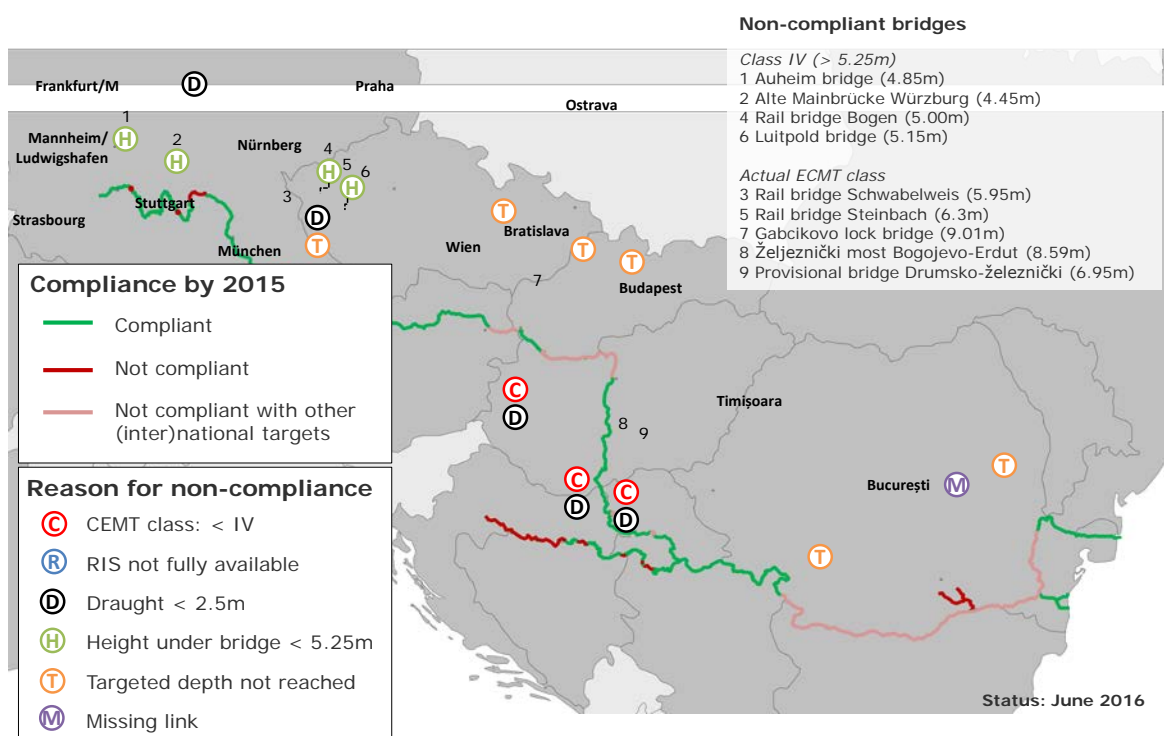 Non-compliant bridges
Class IV (> 5.25m)
1 Auheim bridge (4.85m)
2 Alte Mainbrücke Würzburg (4.45m)
4 Rail bridge Bogen (5.00m)
6 Luitpold bridge (5.15m)
Actual ECMT class
3 Rail bridge Schwabelweis (5.95m)
5 Rail bridge Steinbach (6.3m)
7 Gabcikovo lock bridge (9.01m)
8 Željeznički most Bogojevo-Erdut (8.59m)
9 Provisional bridge Drumsko-železnički (6.95m)
Frankfurt/M
D
Praha
Ostrava
1
Mannheim/
Ludwigshafen
H
2
H
Nürnberg
4
H
5
6
H
3
?
?
D
T
Stuttgart
Strasbourg
München
Wien
T
Bratislava
T
T
Budapest
7
C
D
8
9
Timișoara
C
D
C
D
București
M
T
T
Compliance by 2015
Compliant
Not compliant
Not compliant with other
(inter)national targets
Reason for non-compliance
C CEMT class: < IV
R RIS not fully available
D Draught < 2.5m
H Height under bridge < 5.25m
T Targeted depth not reached
M Missing link
Status: June 2016